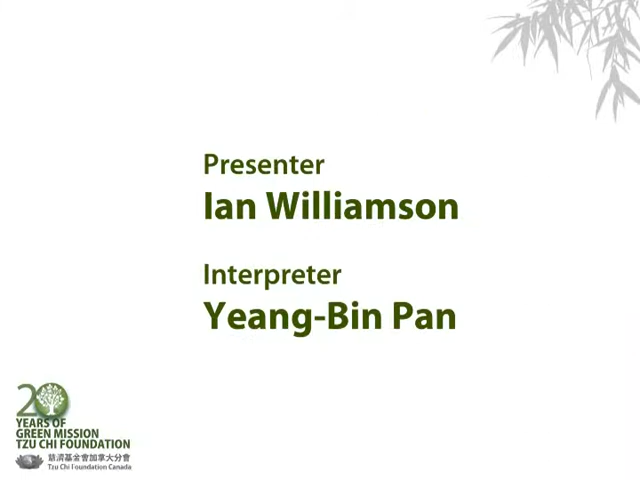 Presenter
Ian Williamson
Interpreter
Yeang-Bin Pan
20
YEARS OF
GREEN MISSION
TZU CHI FOUNDATION
慈濟基金會加拿大分會
Tzu Chi Foundation Canada